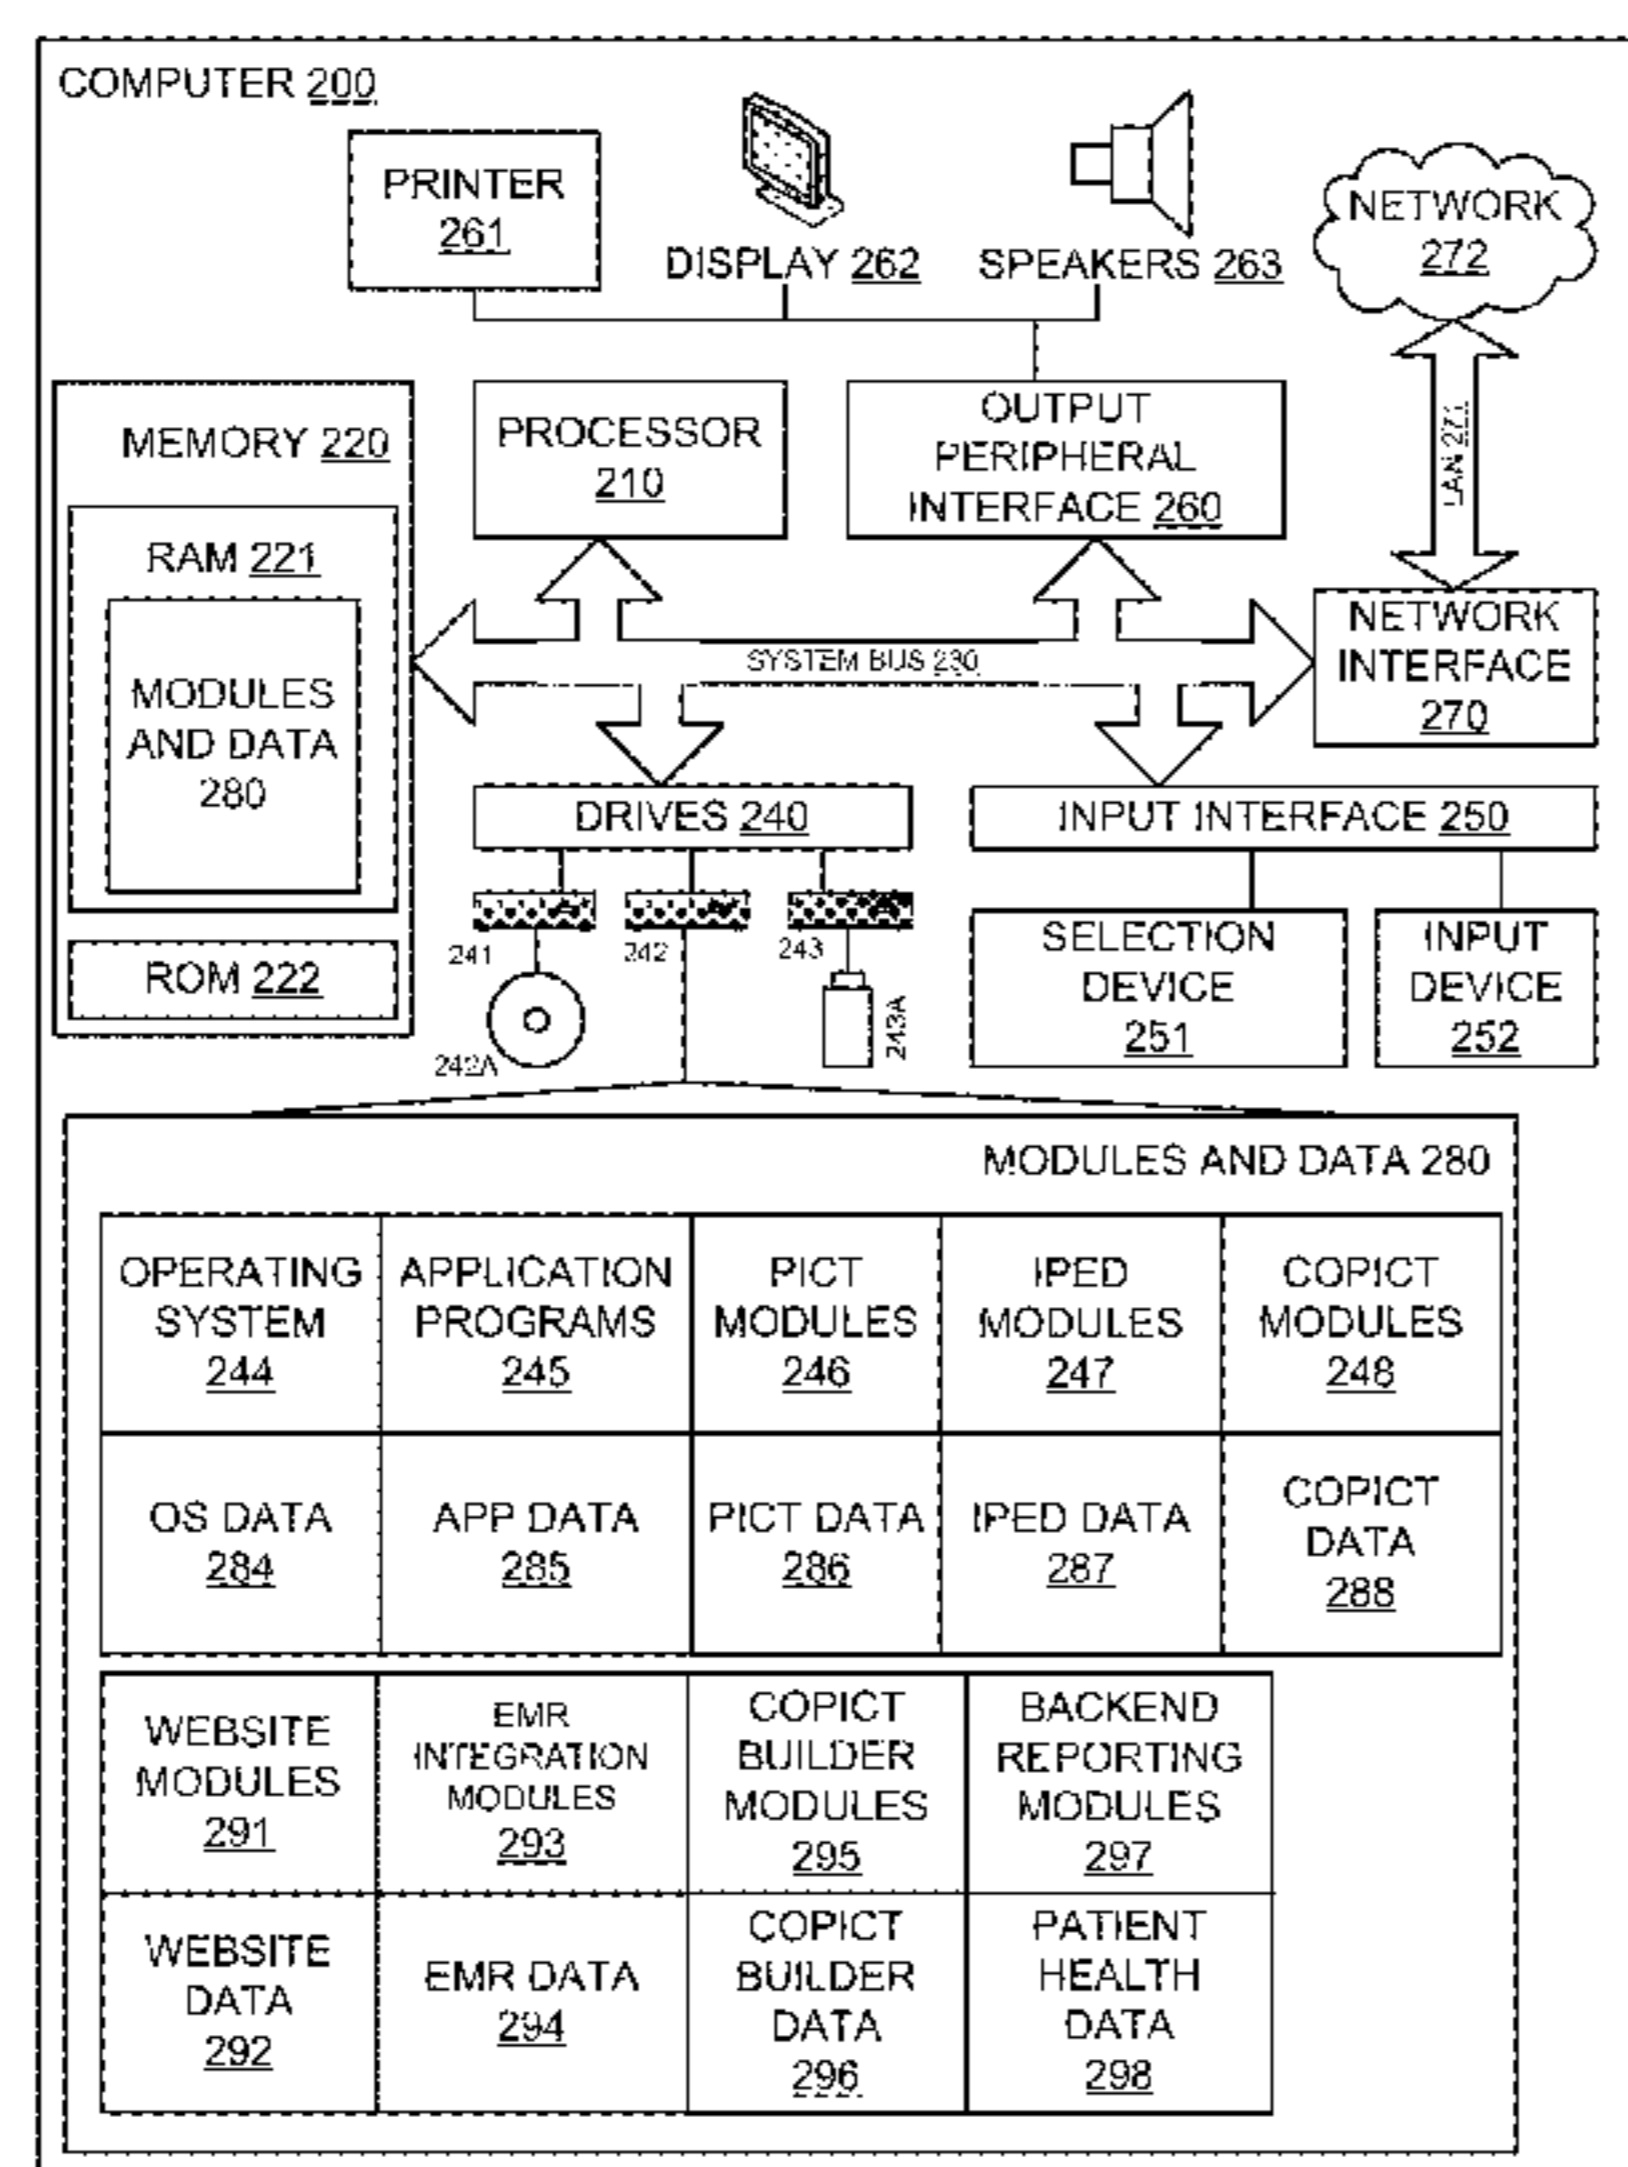 COMPUTER 200
PRINTER
261
DISPLAY 262
SPEAKERS 263
NETWORK
272
LAN 271
MEMORY 220
RAM 221
MODULES
AND DATA
280
ROM 222
PROCESSOR
210
OUTPUT
PERIPHERAL
INTERFACE 260
SYSTEM BUS 230
NETWORK
INTERFACE
270
DRIVES 240
241
242
243
242A
243A
INPUT INTERFACE 250
SELECTION
DEVICE
251
INPUT
DEVICE
252
MODULES AND DATA 280
OPERATING
SYSTEM
244
APPLICATION
PROGRAMS
245
PICT
MODULES
246
IPED
MODULES
247
COPICT
MODULES
248
OS DATA
284
APP DATA
285
PICT DATA
286
IPED DATA
287
COPICT
DATA
288
WEBSITE
MODULES
291
EMR
INTEGRATION
MODULES
293
COPICT
BUILDER
MODULES
295
BACKEND
REPORTING
MODULES
297
WEBSITE
DATA
292
EMR DATA
294
COPICT
BUILDER
DATA
296
PATIENT
HEALTH
DATA
298